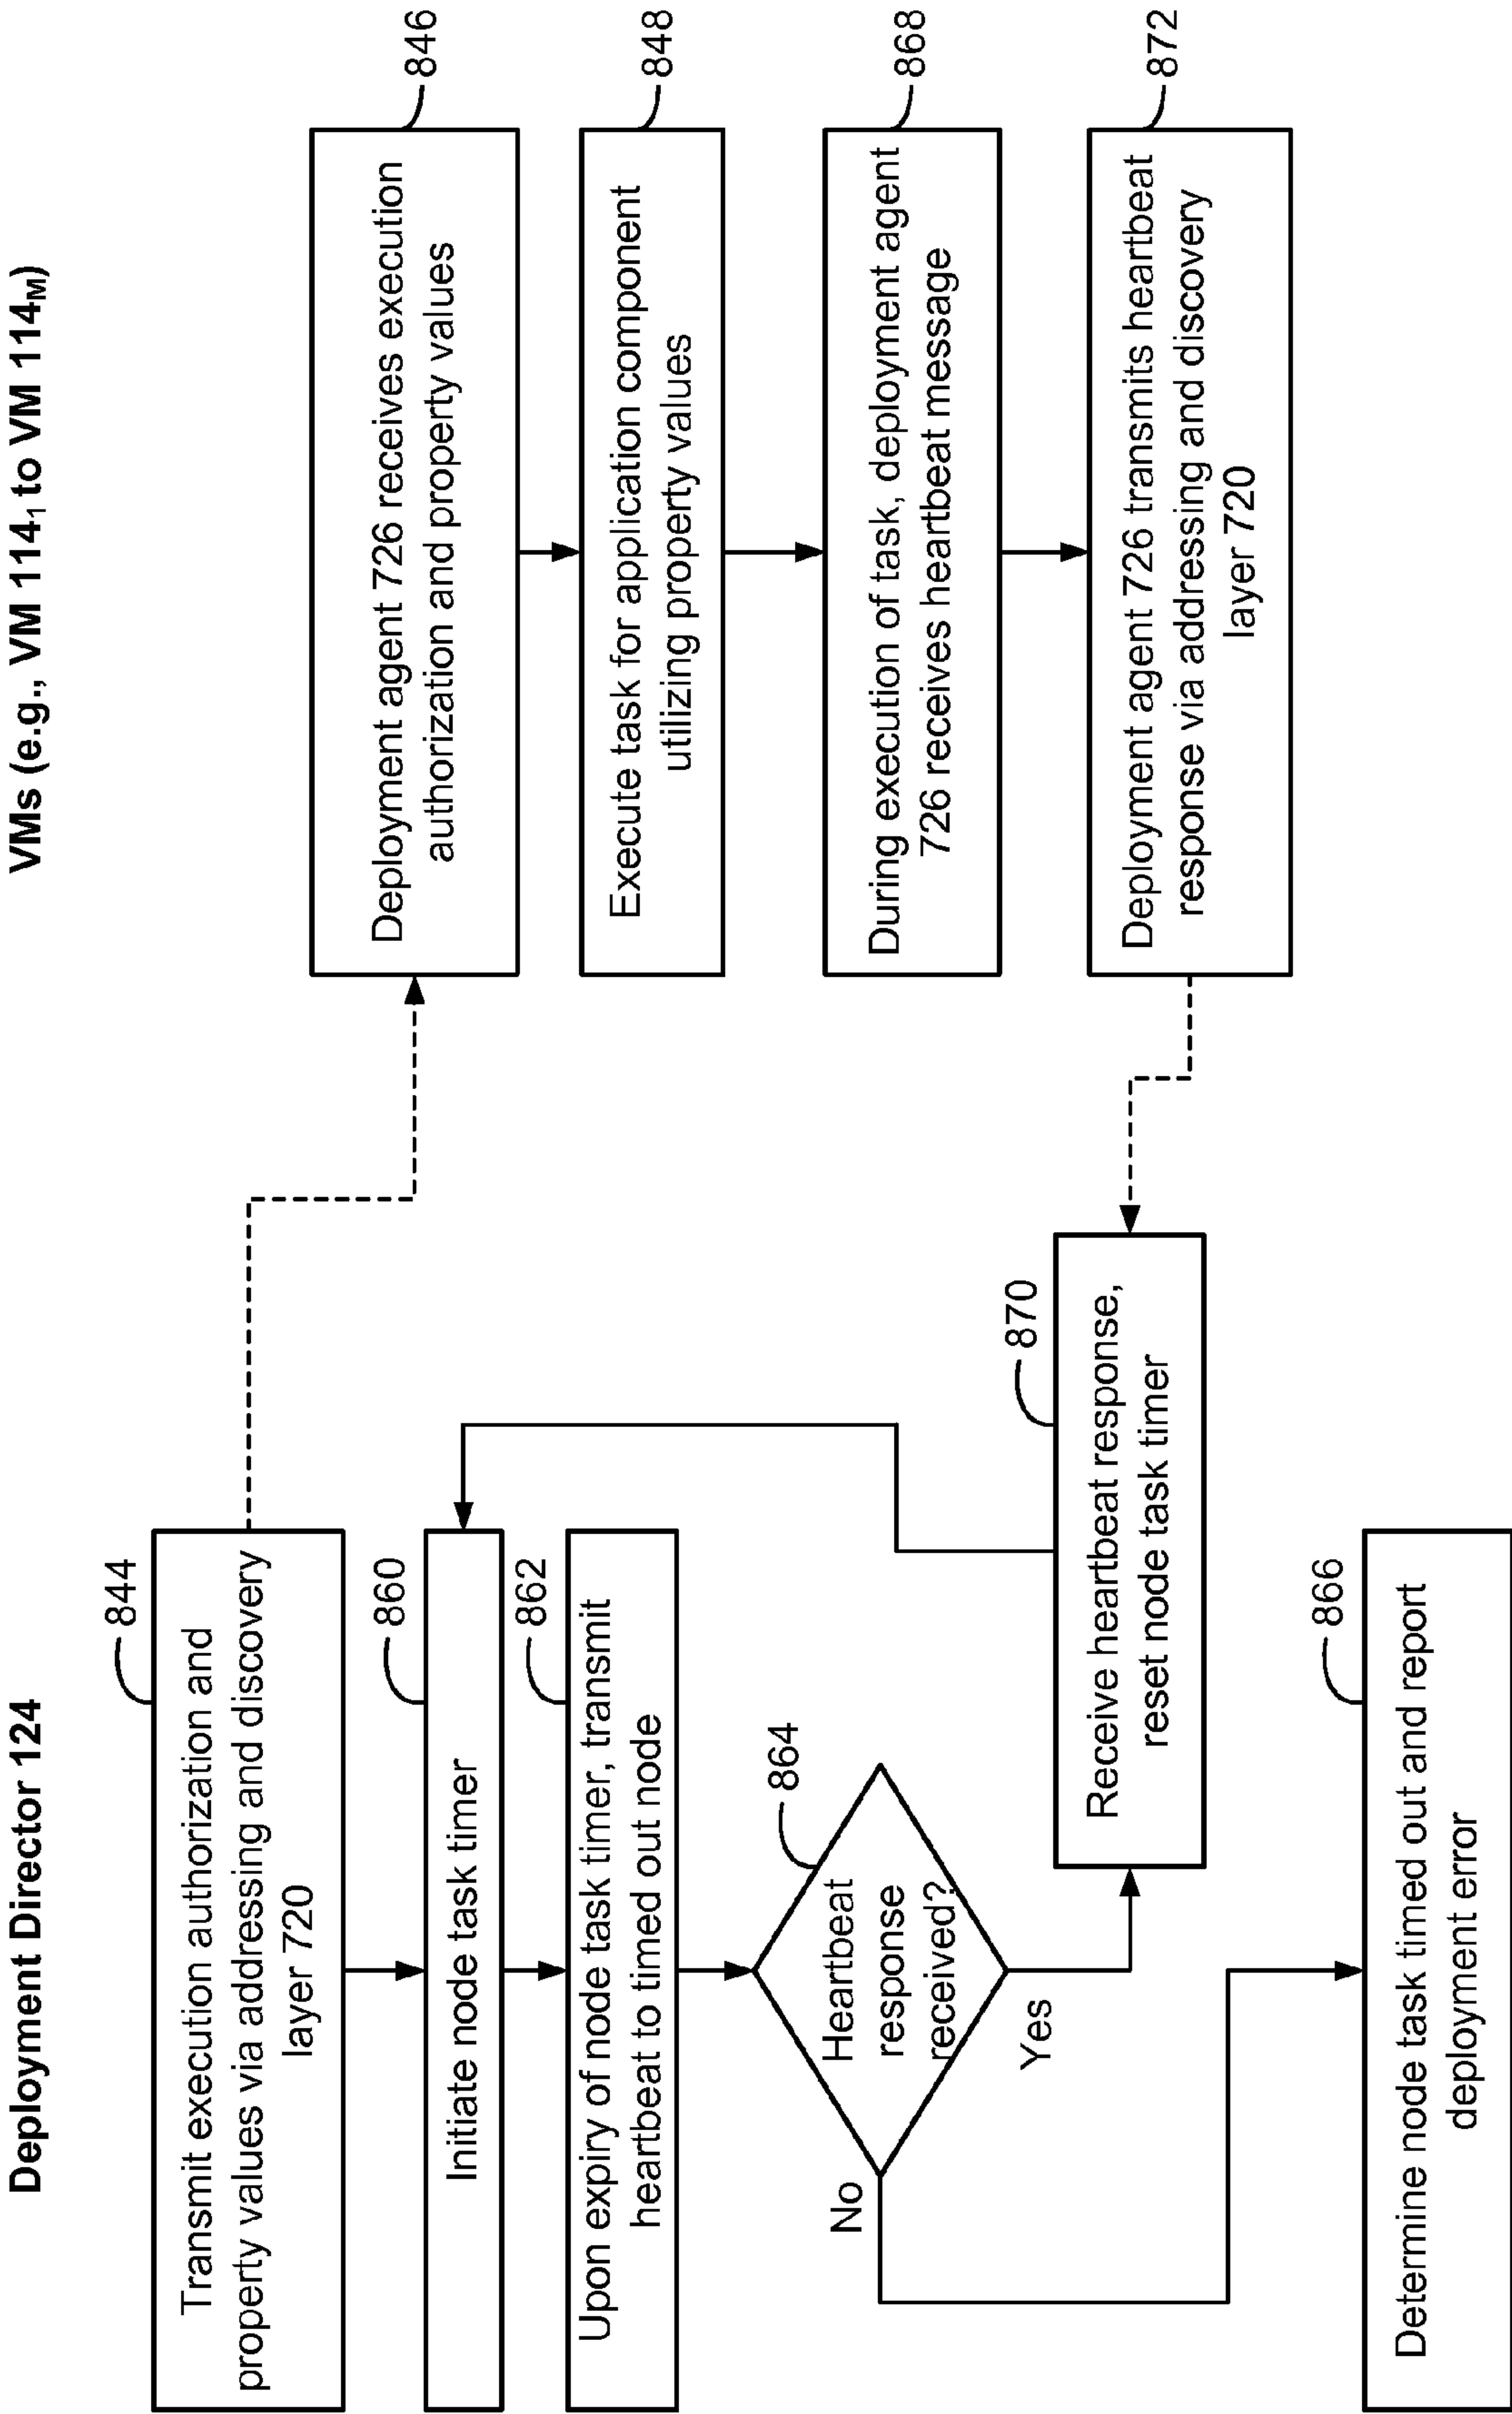 Deployment Director 124
VMs (e.g., VM 114₁ to VM 114M)
844
Transmit execution authorization and
property values via addressing and discovery
layer 720
860
Initiate node task timer
862
Upon expiry of node task timer, transmit
heartbeat to timed out node
864
Heartbeat
response
received?
No
Yes
870
Receive heartbeat response,
reset node task timer
866
Determine node task timed out and report
deployment error
846
Deployment agent 726 receives execution
authorization and property values
848
Execute task for application component
utilizing property values
868
During execution of task, deployment agent
726 receives heartbeat message
872
Deployment agent 726 transmits heartbeat
response via addressing and discovery
layer 720